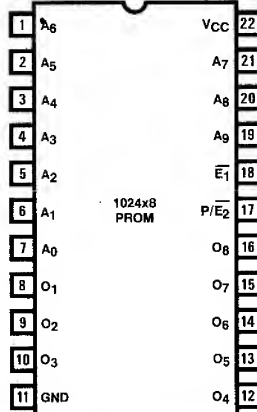 1 A6 VCC 22
2 A5 A7 21
3 A4 A8 20
4 A3 A9 19
5 A2 E̅1̅ 18
6 A1 1024x8 PROM P/E̅2̅ 17
7 A0 O8 16
8 O1 O7 15
9 O2 O6 14
10 O3 O5 13
11 GND O4 12